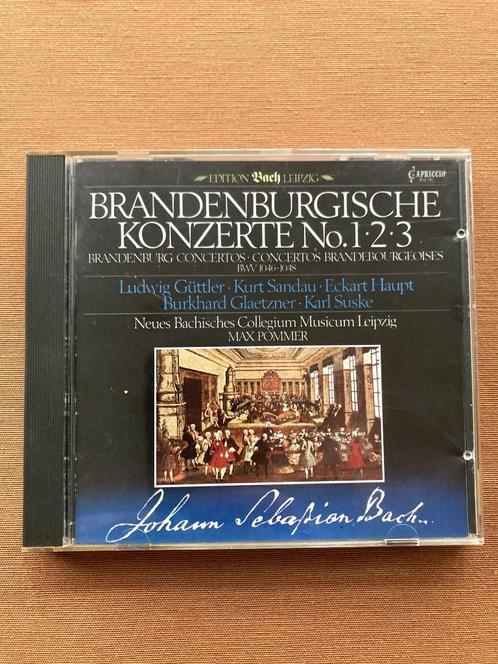 EDITION Bach LEIPZIG
CAPRICCIO
BRANDENBURGISCHE
KONZERTE No. 1·2·3
BRANDENBURG CONCERTOS · CONCERTOS BRANDEBOURGEOISES
BWV 1046-1048
Ludwig Güttler · Kurt Sandau · Eckart Haupt
Burkhard Glaetzner · Karl Suske
Neues Bachisches Collegium Musicum Leipzig
MAX POMMER
Johann Sebaſtian Bach